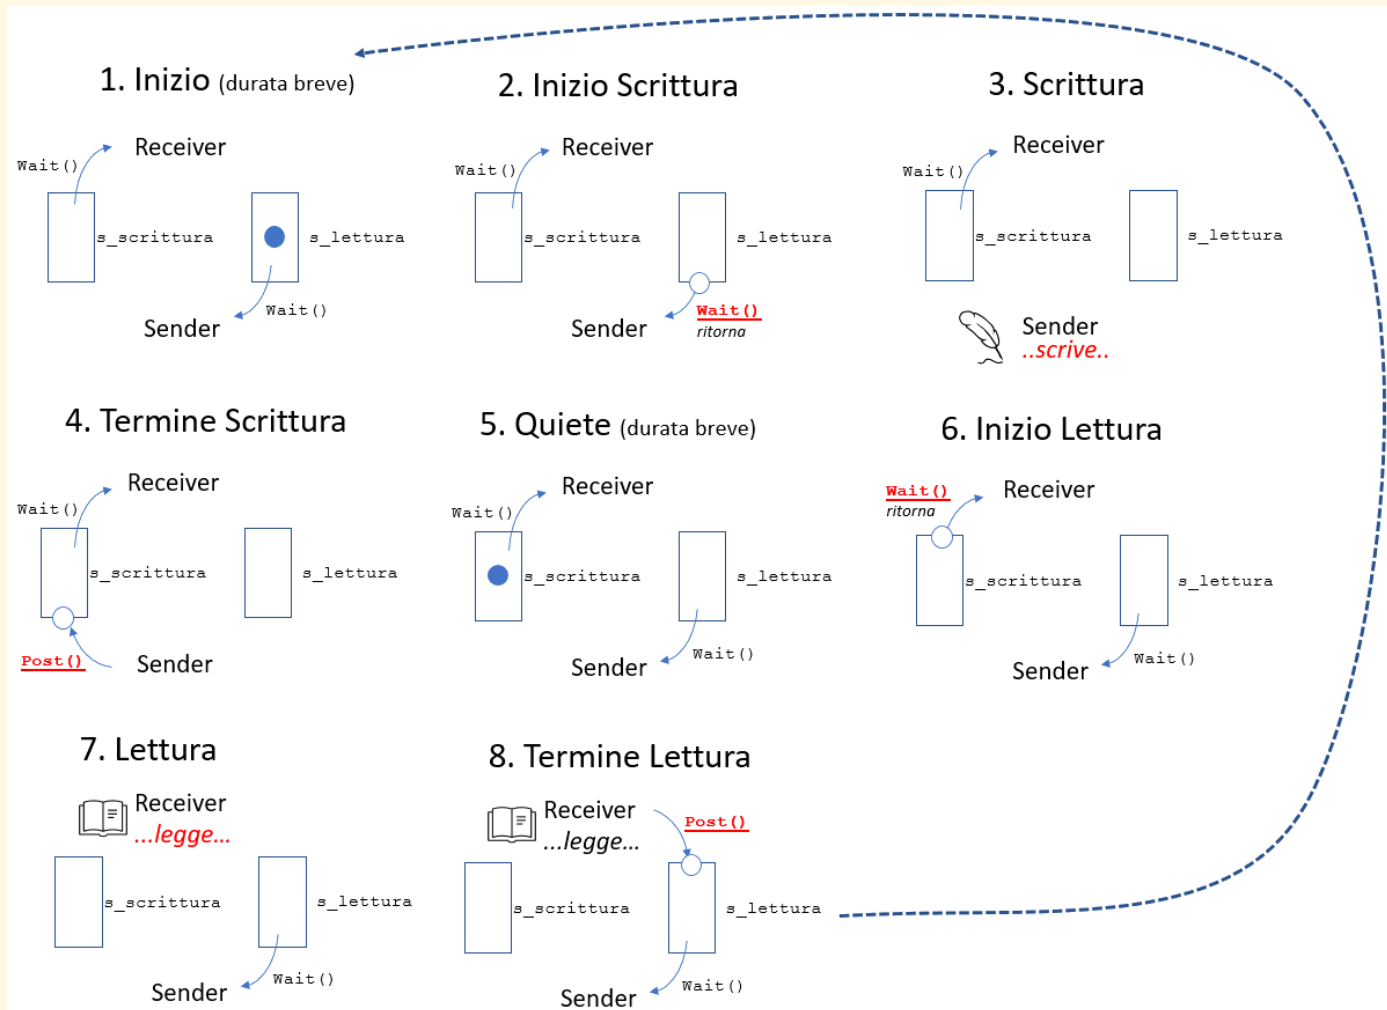 1. Inizio (durata breve)
Wait()
Receiver
s_scrittura
s_lettura
Wait()
Sender
2. Inizio Scrittura
Wait()
Receiver
s_scrittura
s_lettura
Wait()
ritorna
Sender
3. Scrittura
Wait()
Receiver
s_scrittura
s_lettura
Sender
..scrive..
4. Termine Scrittura
Wait()
Receiver
s_scrittura
s_lettura
Post()
Sender
5. Quiete (durata breve)
Wait()
Receiver
s_scrittura
s_lettura
Wait()
Sender
6. Inizio Lettura
Wait()
ritorna
Receiver
s_scrittura
s_lettura
Wait()
Sender
7. Lettura
Receiver
...legge...
s_scrittura
s_lettura
Wait()
Sender
8. Termine Lettura
Receiver
...legge...
Post()
s_scrittura
s_lettura
Wait()
Sender